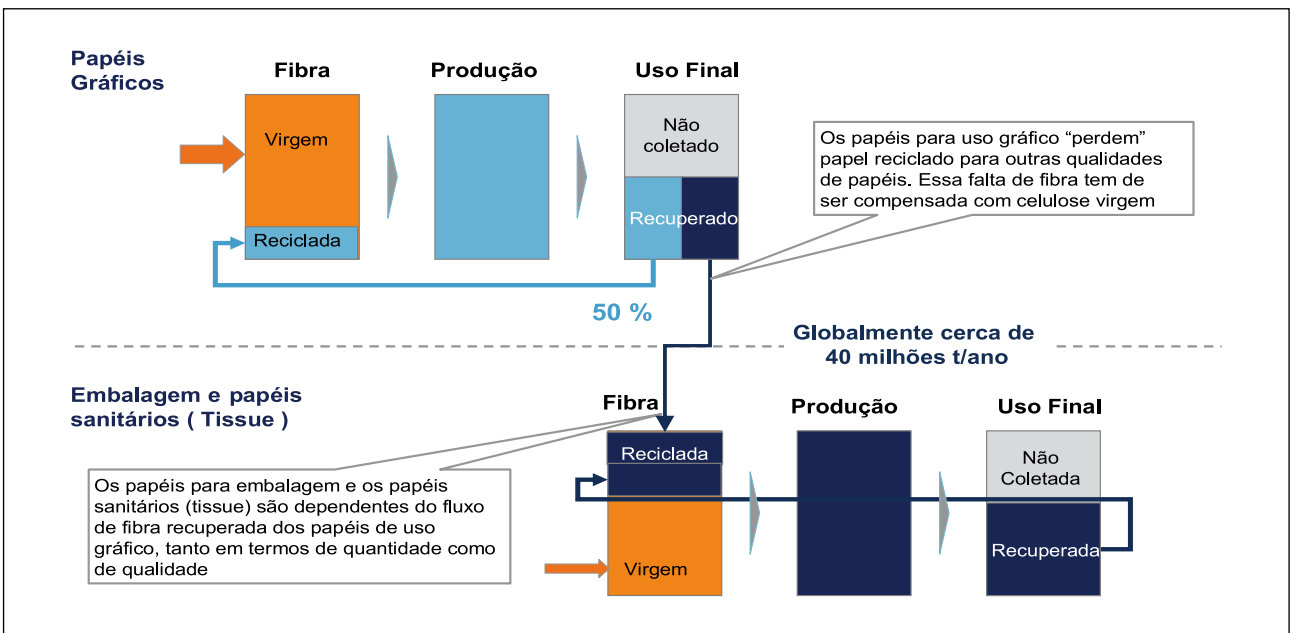 Papéis
Gráficos
Fibra
Produção
Uso Final
Virgem
Reciclada
Não
coletado
Recuperado
Os papéis para uso gráfico “perdem”
papel reciclado para outras qualidades
de papéis. Essa falta de fibra tem de
ser compensada com celulose virgem
50 %
Globalmente cerca de
40 milhões t/ano
Embalagem e papéis
sanitários ( Tissue )
Fibra
Produção
Uso Final
Reciclada
Virgem
Não
Coletada
Recuperada
Os papéis para embalagem e os papéis
sanitários (tissue) são dependentes do fluxo
de fibra recuperada dos papéis de uso
gráfico, tanto em termos de quantidade como
de qualidade